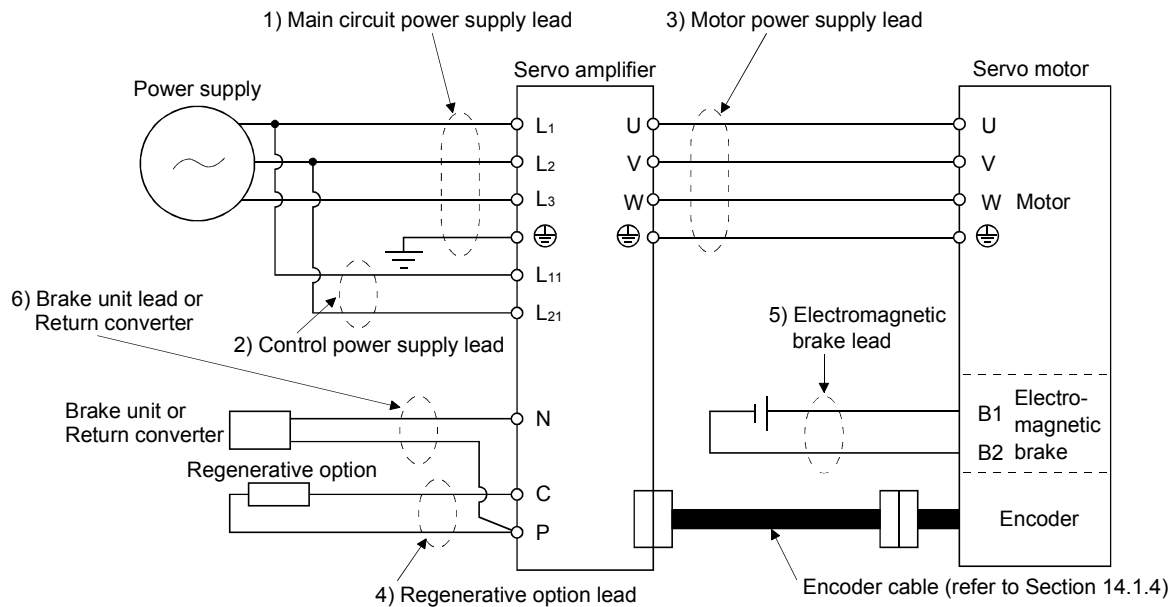 1) Main circuit power supply lead
3) Motor power supply lead
Servo amplifier
Servo motor
Power supply
L1
U
U
L2
V
V
L3
W
W
Motor
L11
6) Brake unit lead or
Return converter
L21
2) Control power supply lead
5) Electromagnetic
brake lead
Brake unit or
Return converter
N
B1
B2
Electro-
magnetic
brake
Regenerative option
C
P
Encoder
4) Regenerative option lead
Encoder cable (refer to Section 14.1.4)